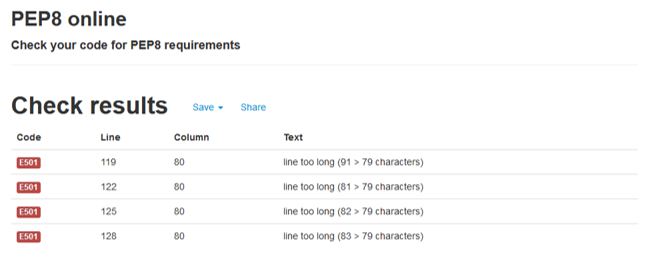 PEP8 online
Check your code for PEP8 requirements
Check results Save Share
Code Line Column Text
E501 119 80 line too long (91 > 79 characters)
E501 122 80 line too long (81 > 79 characters)
E501 125 80 line too long (82 > 79 characters)
E501 128 80 line too long (83 > 79 characters)